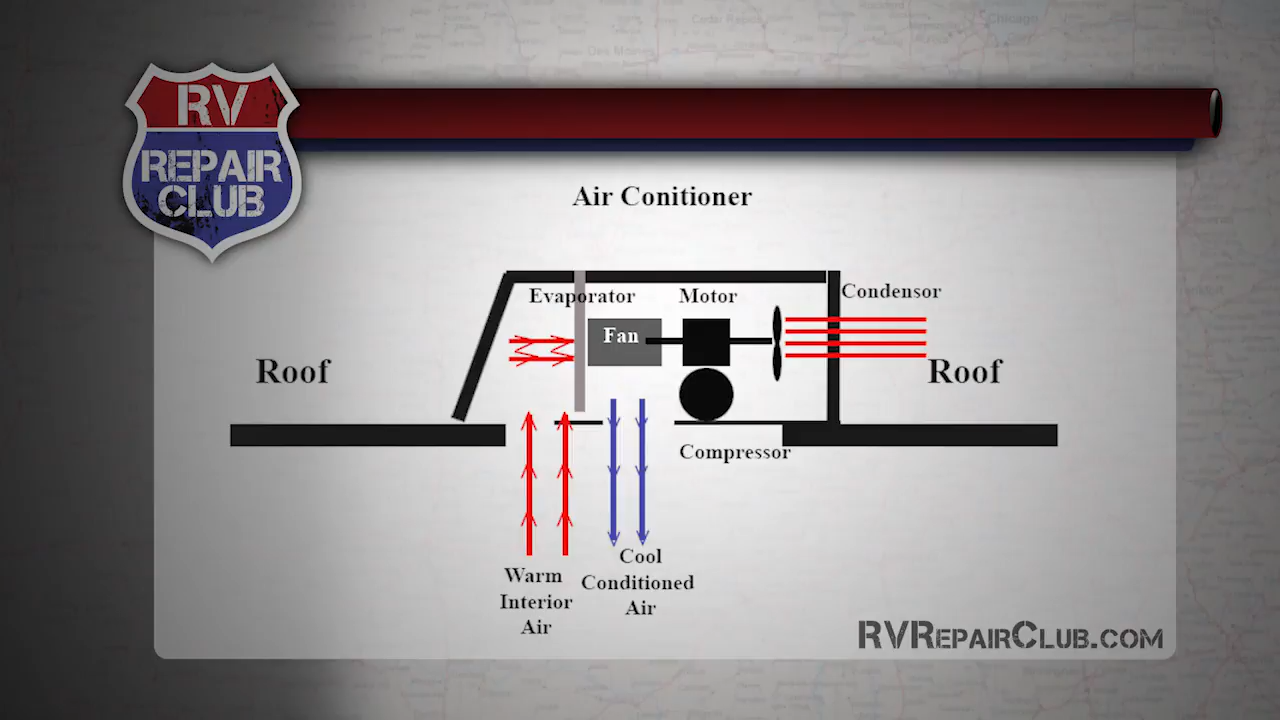 RV
REPAIR
CLUB
Air Conitioner
Evaporator
Motor
Condensor
Fan
Roof
Roof
Compressor
Warm
Interior
Air
Cool
Conditioned
Air
RVREPAIRCLUB.COM